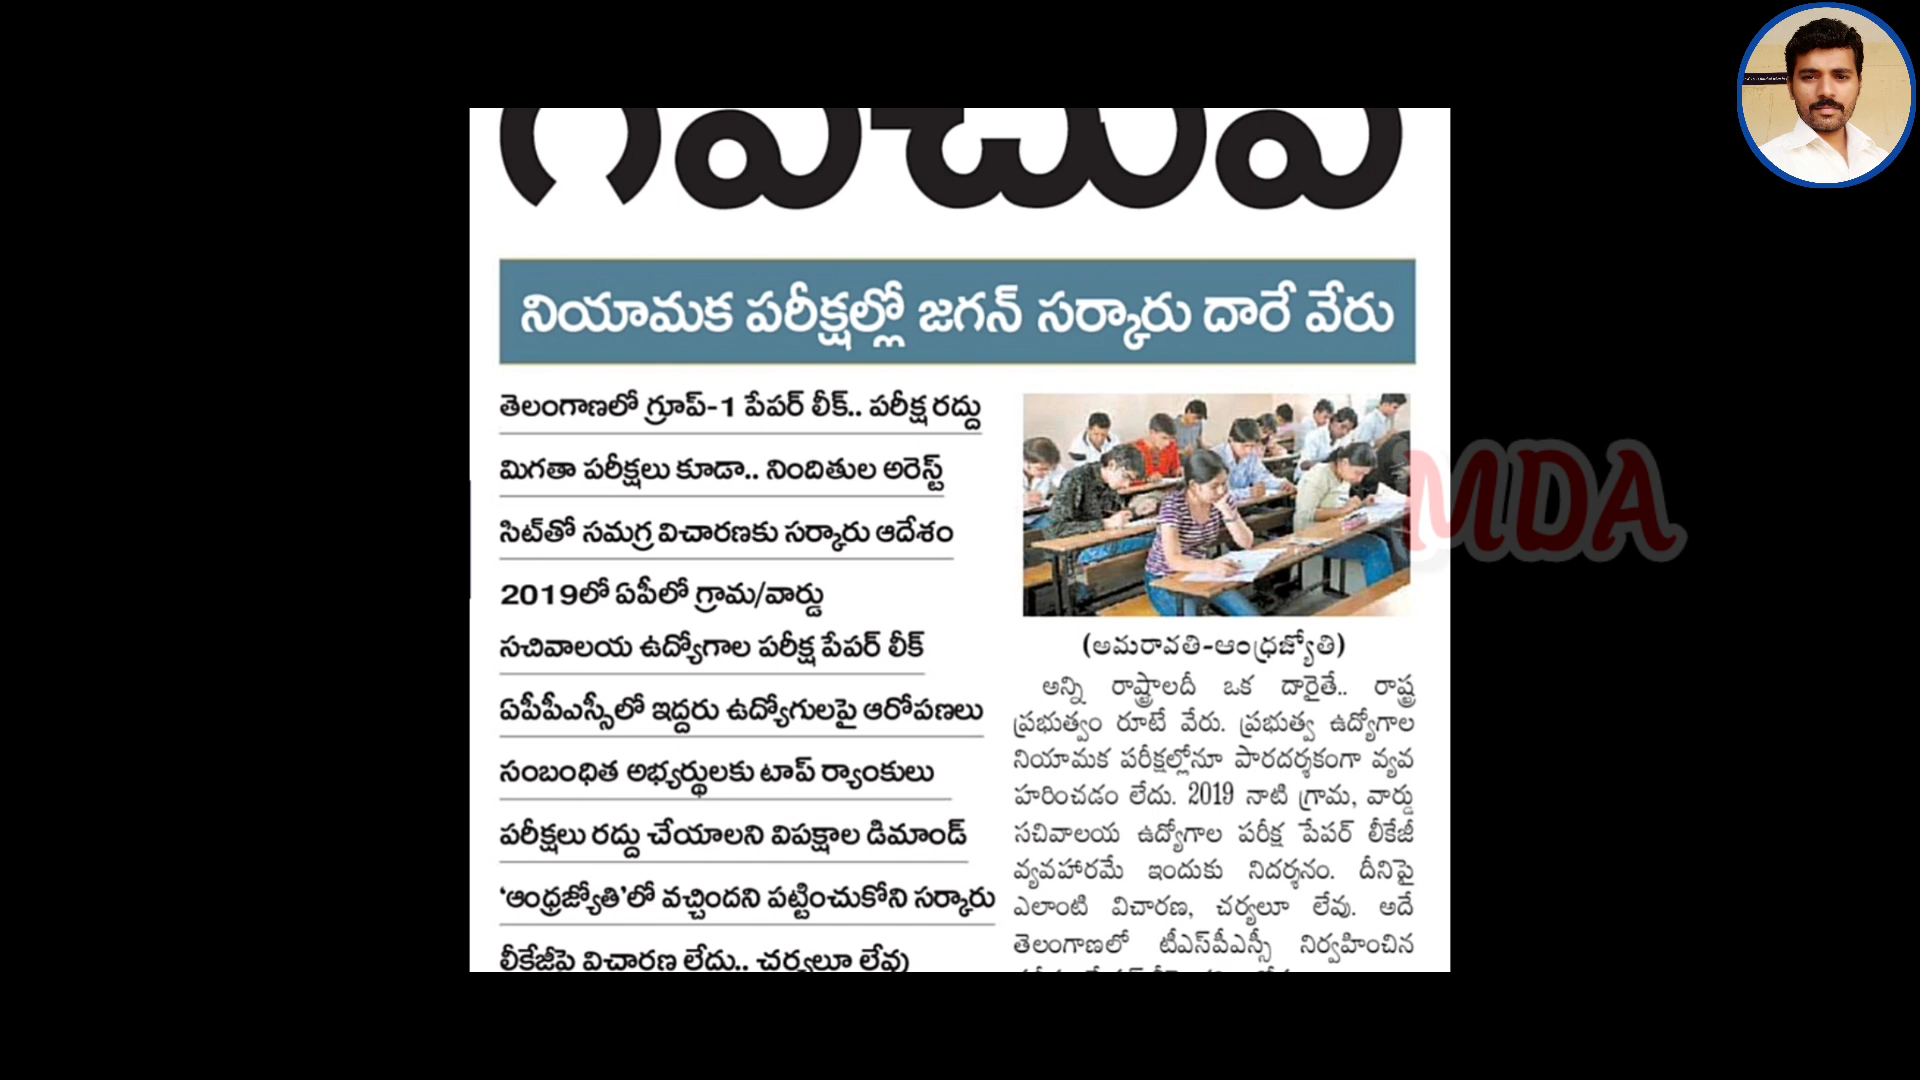 నియామక పరీక్షల్లో జగన్ సర్కారు దారే వేరు
తెలంగాణలో గ్రూప్-1 పేపర్ లీక్.. పరీక్ష రద్దు
మిగతా పరీక్షలు కూడా.. నిందితుల అరెస్ట్
సిట్‌తో సమగ్ర విచారణకు సర్కారు ఆదేశం
2019లో ఏపీలో గ్రామ/వార్డు
సచివాలయ ఉద్యోగాల పరీక్ష పేపర్ లీక్
ఏపీపీఎస్సీలో ఇద్దరు ఉద్యోగులపై ఆరోపణలు
సంబంధిత అభ్యర్థులకు టాప్ ర్యాంకులు
పరీక్షలు రద్దు చేయాలని విపక్షాల డిమాండ్
‘ఆంధ్రజ్యోతి’లో వచ్చిందని పట్టించుకోని సర్కారు
లీకేజీపై విచారణ లేదు.. చర్యలూ లేవు
(అమరావతి-ఆంధ్రజ్యోతి)
అన్ని రాష్ట్రాలదీ ఒక దారైతే.. రాష్ట్ర
ప్రభుత్వం రూటే వేరు. ప్రభుత్వ ఉద్యోగాల
నియామక పరీక్షల్లోనూ పారదర్శకంగా వ్యవ
హరించడం లేదు. 2019 నాటి గ్రామ, వార్డు
సచివాలయ ఉద్యోగాల పరీక్ష పేపర్ లీకేజీ
వ్యవహారమే ఇందుకు నిదర్శనం. దీనిపై
ఎలాంటి విచారణ, చర్యలూ లేవు. అదే
తెలంగాణలో టీఎస్‌పీఎస్సీ నిర్వహించిన
MDA